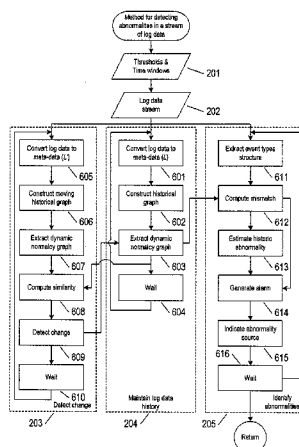 Method for detecting
abnormalities in a stream
of log data
Thresholds &
Time windows
201
Log data
stream
202
Convert log data to
meta-data (L')
605
Construct moving
historical graph
606
Extract dynamic
normalcy graph
607
Compute similarity
608
Detect change
609
Wait
610
Detect change
203
Convert log data to
meta-data (L)
601
Construct historical
graph
602
Extract dynamic
normalcy graph
603
Wait
604
Maintain log data
history
204
Extract event types
structure
611
Compute mismatch
612
Estimate historic
abnormality
613
Generate alarm
614
Indicate abnormality
source
616
615
Wait
Identify
abnormalities
205
Return